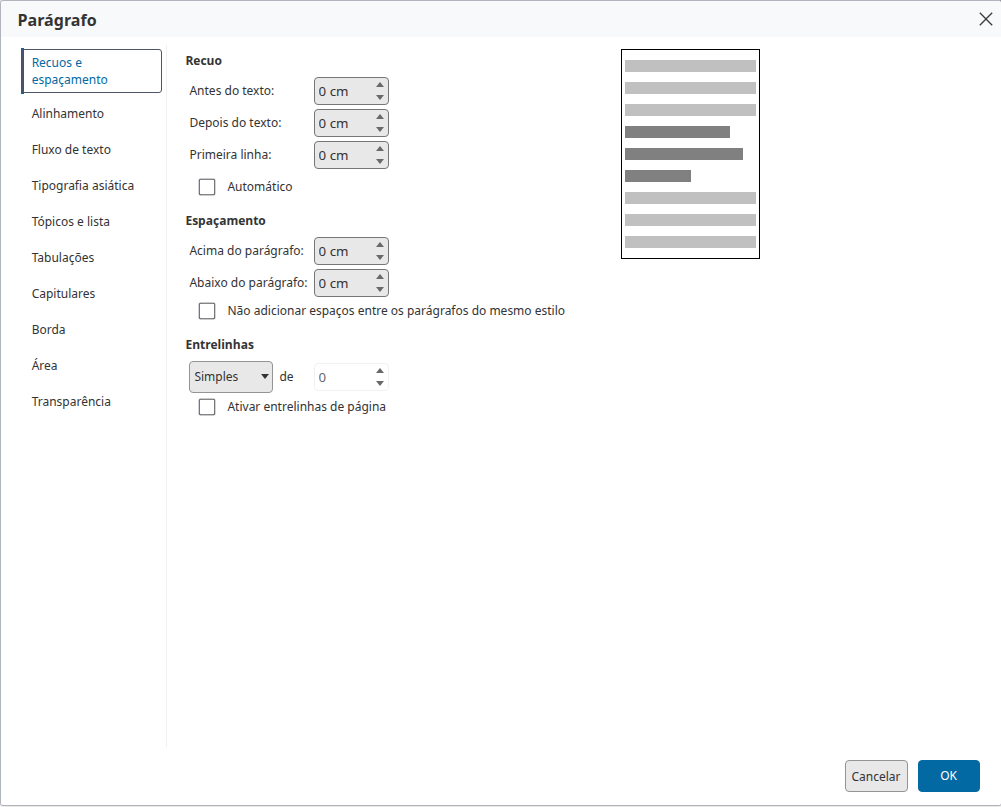 Parágrafo
Recuos e
espaçamento
Alinhamento
Fluxo de texto
Tipografia asiática
Tópicos e lista
Tabulações
Capitulares
Borda
Área
Transparência
Recuo
Antes do texto: 0 cm
Depois do texto: 0 cm
Primeira linha: 0 cm
Automático
Espaçamento
Acima do parágrafo: 0 cm
Abaixo do parágrafo: 0 cm
Não adicionar espaços entre os parágrafos do mesmo estilo
Entrelinhas
Simples de 0
Ativar entrelinhas de página
Cancelar OK